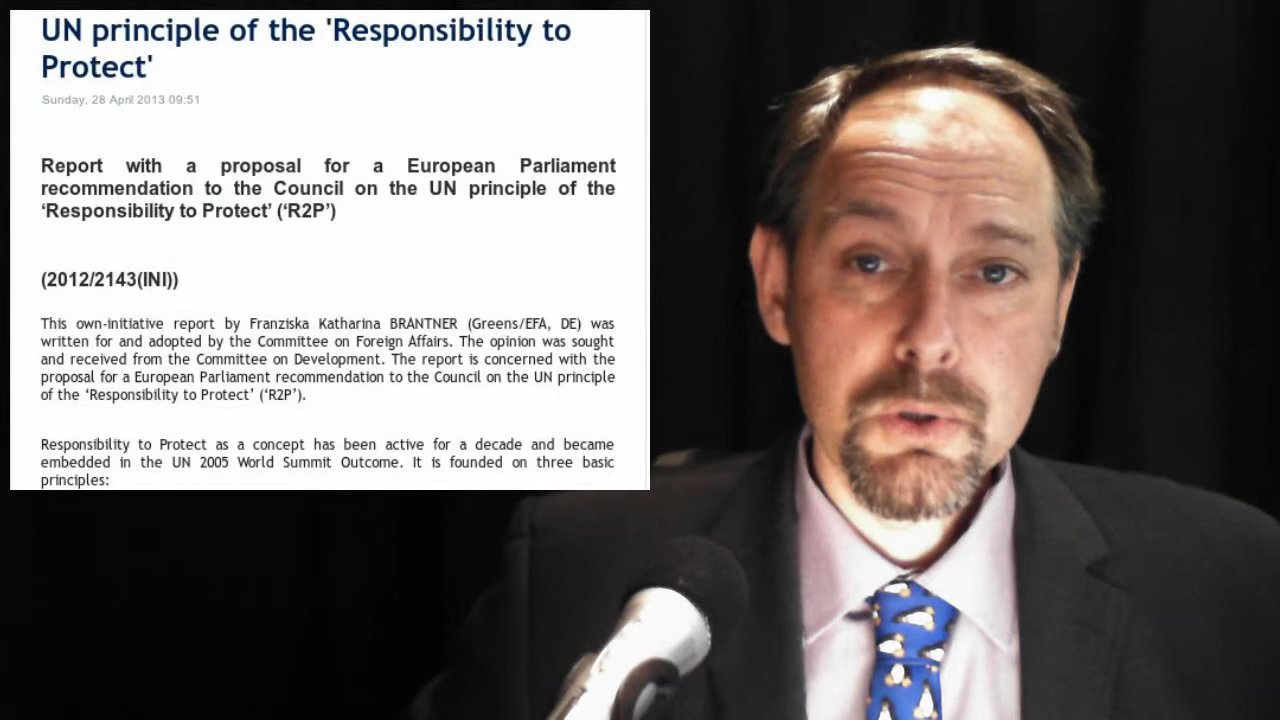 UN principle of the 'Responsibility to
Protect'
Sunday, 28 April 2013 09:51
Report with a proposal for a European Parliament
recommendation to the Council on the UN principle of the
‘Responsibility to Protect’ (‘R2P’)
(2012/2143(INI))
This own-initiative report by Franziska Katharina BRANTNER (Greens/EFA, DE) was
written for and adopted by the Committee on Foreign Affairs. The opinion was sought
and received from the Committee on Development. The report is concerned with the
proposal for a European Parliament recommendation to the Council on the UN principle
of the ‘Responsibility to Protect’ (‘R2P’).
Responsibility to Protect as a concept has been active for a decade and became
embedded in the UN 2005 World Summit Outcome. It is founded on three basic
principles: